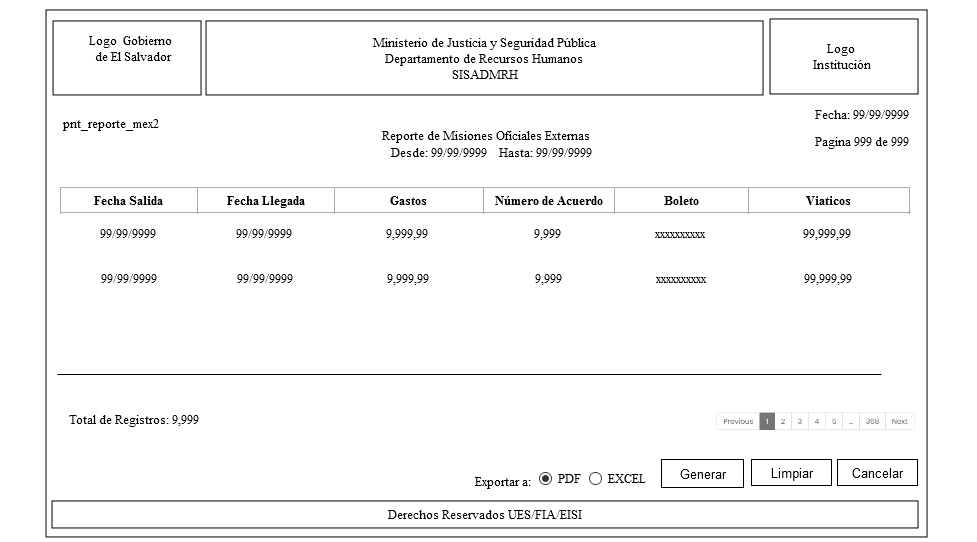 Logo Gobierno
de El Salvador
Ministerio de Justicia y Seguridad Pública
Departamento de Recursos Humanos
SISADMRH
Logo
Institución
pnt_reporte_mex2
Fecha: 99/99/9999
Pagina 999 de 999
Reporte de Misiones Oficiales Externas
Desde: 99/99/9999 Hasta: 99/99/9999
Fecha Salida Fecha Llegada Gastos Número de Acuerdo Boleto Viaticos
99/99/9999 99/99/9999 9,999,99 9,999 xxxxxxxxxx 99,999,99
99/99/9999 99/99/9999 9,999,99 9,999 xxxxxxxxxx 99,999,99
Total de Registros: 9,999
Previous 1 2 3 4 5 ... 368 Next
Exportar a: PDF EXCEL Generar Limpiar Cancelar
Derechos Reservados UES/FIA/EISI